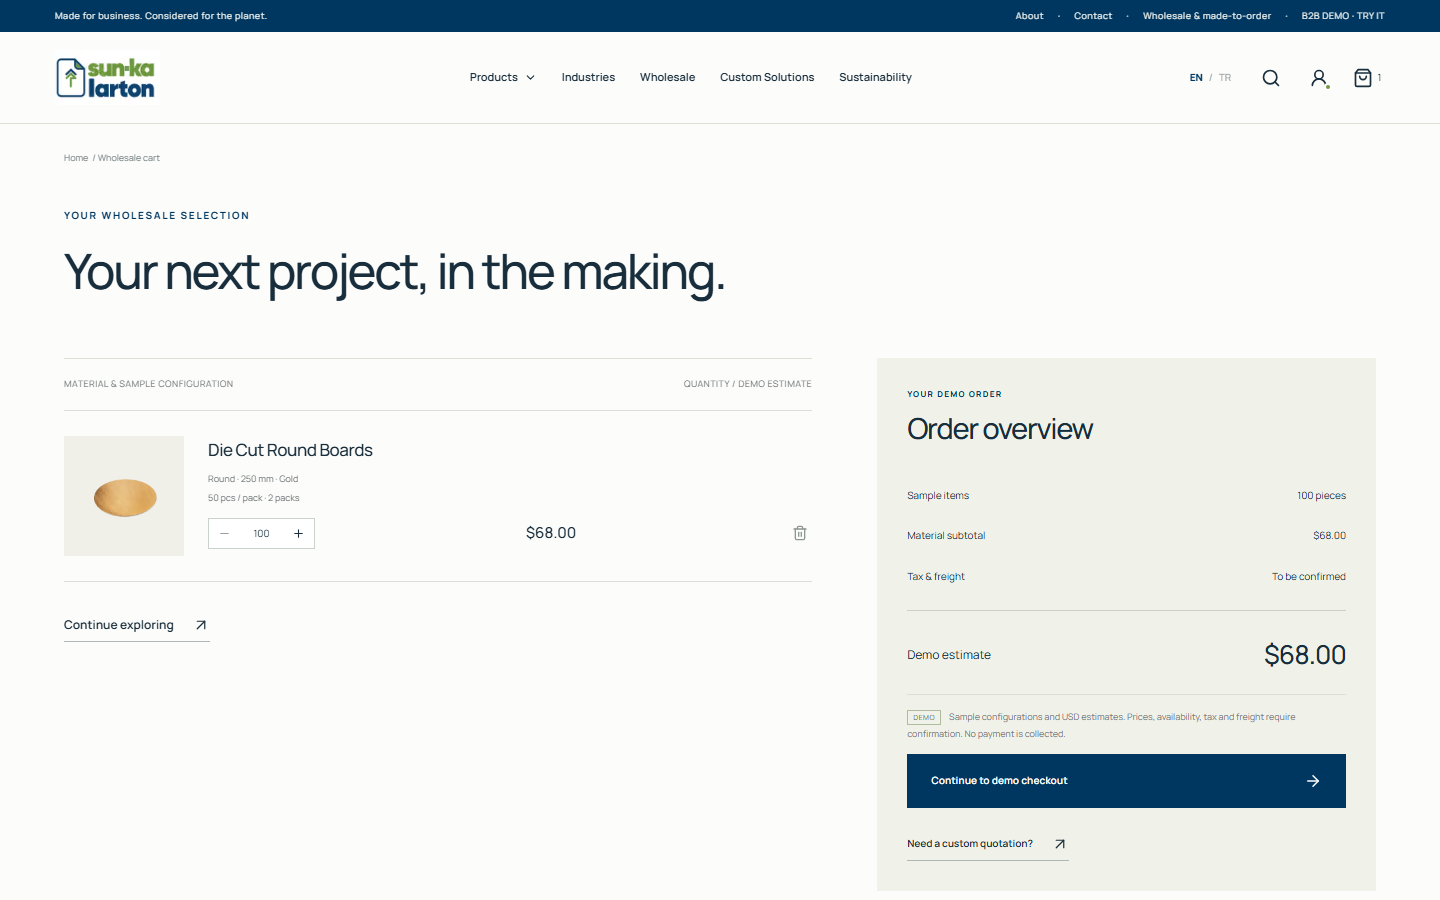 Made for business. Considered for the planet.
About · Contact · Wholesale & made-to-order · B2B DEMO · TRY IT
sun-ka
larton
Products Industries Wholesale Custom Solutions Sustainability
EN / TR
1
Home / Wholesale cart
YOUR WHOLESALE SELECTION
Your next project, in the making.
MATERIAL & SAMPLE CONFIGURATION
QUANTITY / DEMO ESTIMATE
Die Cut Round Boards
Round · 250 mm · Gold
50 pcs / pack · 2 packs
− 100 +
$68.00
Continue exploring
YOUR DEMO ORDER
Order overview
Sample items 100 pieces
Material subtotal $68.00
Tax & freight To be confirmed
Demo estimate $68.00
DEMO Sample configurations and USD estimates. Prices, availability, tax and freight require
confirmation. No payment is collected.
Continue to demo checkout
Need a custom quotation?